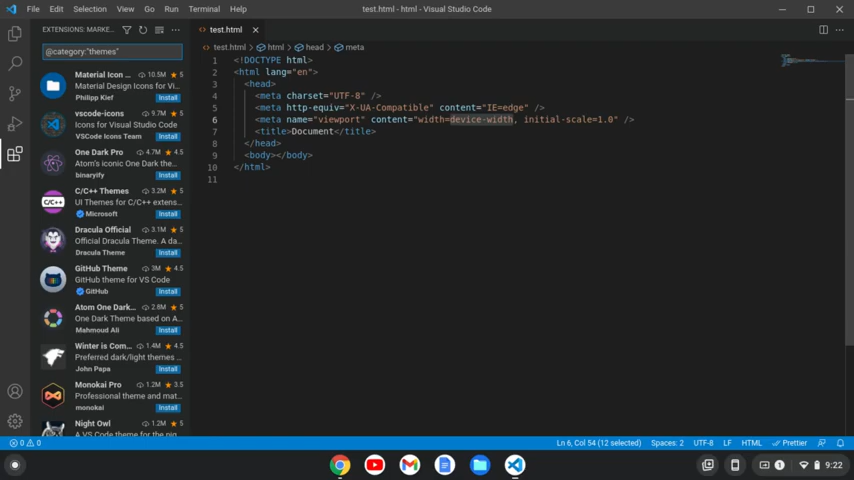 File Edit Selection View Go Run Terminal Help
test.html - html - Visual Studio Code
EXTENSIONS: MARKE...
test.html
@category:"themes"
test.html > html > head > meta
Material Icon ... 10.5M 5
Material Design Icons for Vi...
Philipp Kief Install
vscode-icons 9.7M 5
Icons for Visual Studio Code
VSCode Icons Team Install
One Dark Pro 4.7M 4.5
Atom's iconic One Dark the...
binaryify Install
C/C++ Themes 3.2M 5
UI Themes for C/C++ extens...
Microsoft Install
Dracula Official 3.1M 5
Official Dracula Theme. A da...
Dracula Theme Install
GitHub Theme 3M 4.5
GitHub theme for VS Code
GitHub Install
Atom One Dark... 2.8M 5
One Dark Theme based on A...
Mahmoud Ali Install
Winter is Com... 1.4M 4.5
Preferred dark/light themes ...
John Papa Install
Monokai Pro 1.2M 3.5
Professional theme and mat...
monokai Install
Night Owl 1.2M 5
A VS Code theme for the nig...
1 <!DOCTYPE html>
2 <html lang="en">
3 <head>
4 <meta charset="UTF-8" />
5 <meta http-equiv="X-UA-Compatible" content="IE=edge" />
6 <meta name="viewport" content="width=device-width, initial-scale=1.0" />
7 <title>Document</title>
8 </head>
9 <body></body>
10 </html>
11
0 0
Ln 6, Col 54 (12 selected) Spaces: 2 UTF-8 LF HTML Prettier
1 9:22